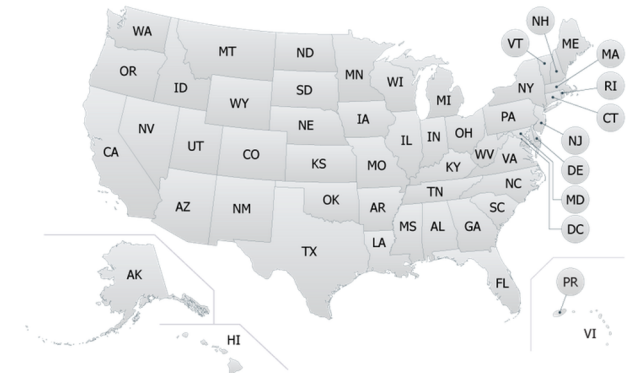 NH
WA
ME
VT
MT
ND
MA
OR
MN
ID
SD
WI
NY
RI
WY
MI
CT
IA
PA
NE
NV
OH
NJ
IL
IN
UT
CO
CA
WV
VA
KS
MO
KY
DE
NC
TN
MD
OK
AZ
NM
AR
SC
MS
AL
GA
DC
LA
TX
AK
PR
FL
VI
HI